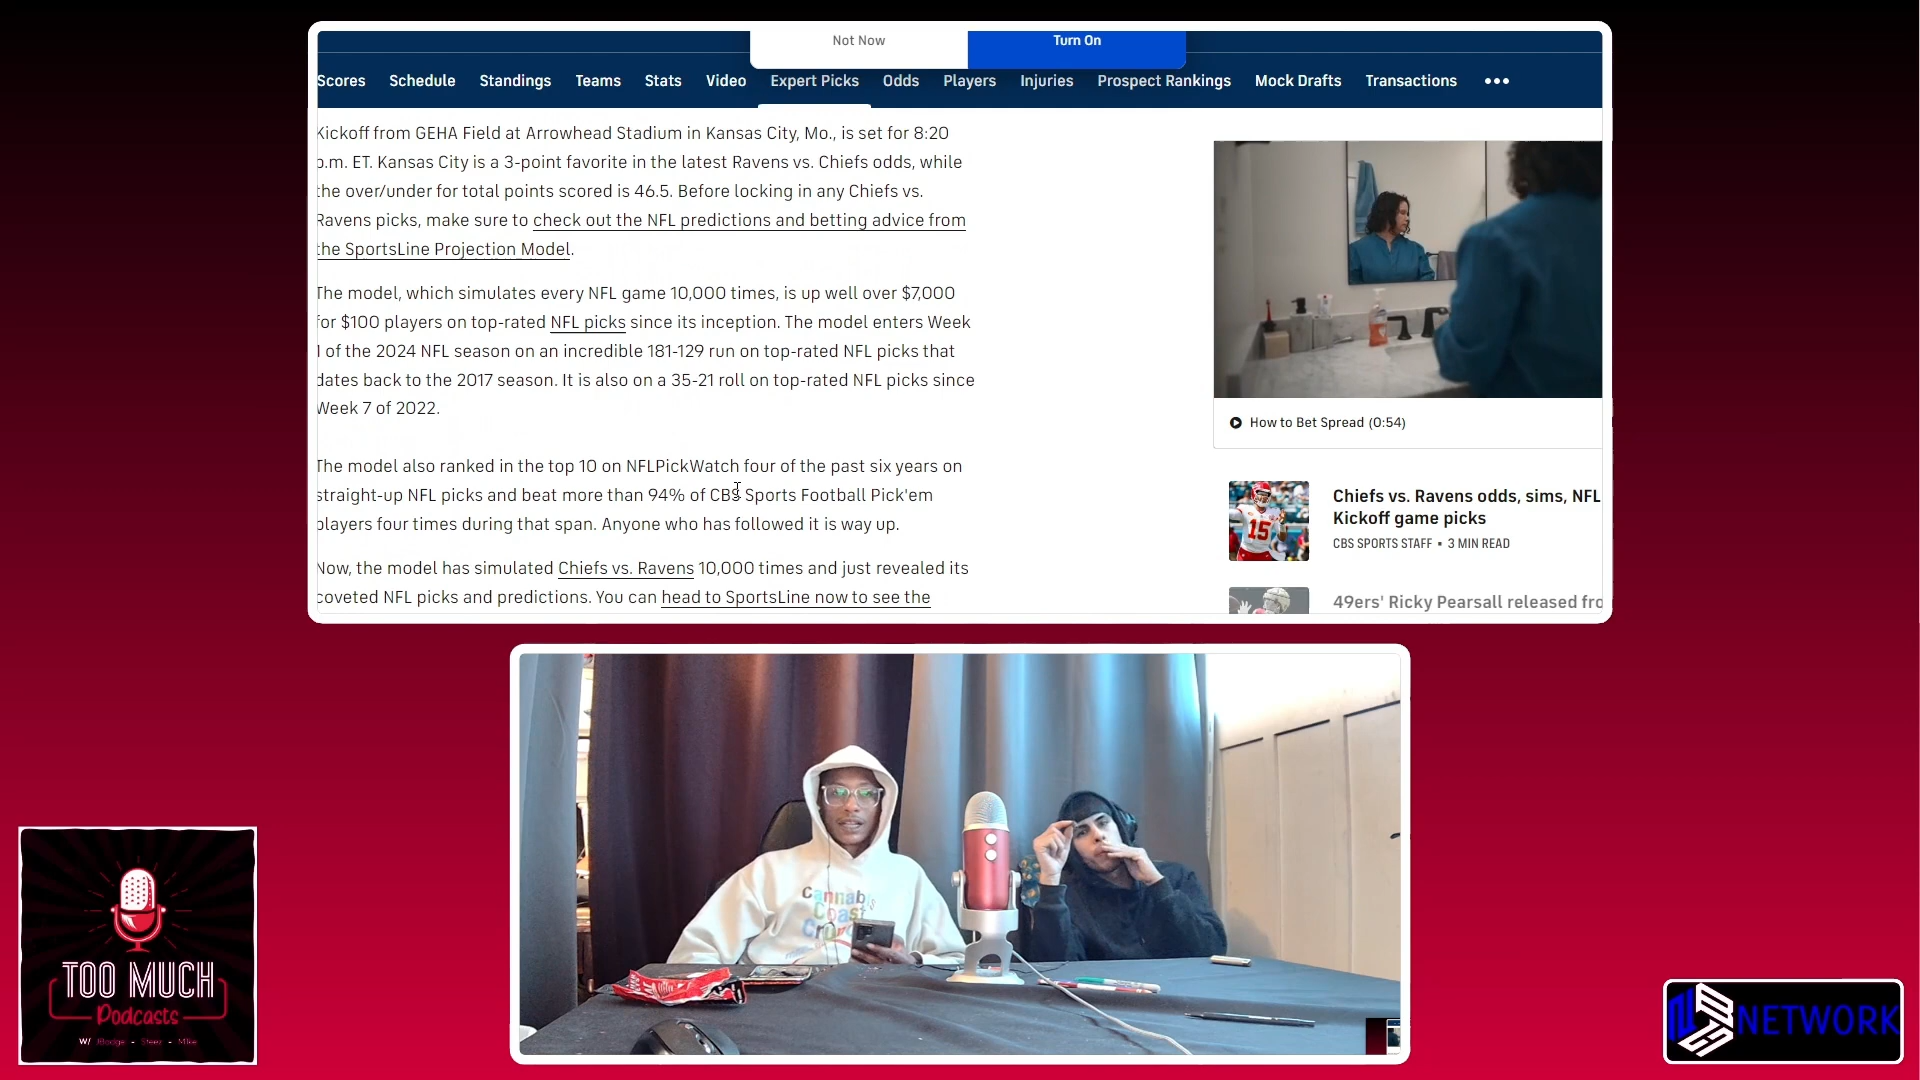 Not Now
Turn On
Scores Schedule Standings Teams Stats Video Expert Picks Odds Players Injuries Prospect Rankings Mock Drafts Transactions •••
Kickoff from GEHA Field at Arrowhead Stadium in Kansas City, Mo., is set for 8:20
p.m. ET. Kansas City is a 3-point favorite in the latest Ravens vs. Chiefs odds, while
the over/under for total points scored is 46.5. Before locking in any Chiefs vs.
Ravens picks, make sure to check out the NFL predictions and betting advice from
the SportsLine Projection Model.
The model, which simulates every NFL game 10,000 times, is up well over $7,000
for $100 players on top-rated NFL picks since its inception. The model enters Week
1 of the 2024 NFL season on an incredible 181-129 run on top-rated NFL picks that
dates back to the 2017 season. It is also on a 35-21 roll on top-rated NFL picks since
Week 7 of 2022.
The model also ranked in the top 10 on NFLPickWatch four of the past six years on
straight-up NFL picks and beat more than 94% of CBS Sports Football Pick'em
players four times during that span. Anyone who has followed it is way up.
Now, the model has simulated Chiefs vs. Ravens 10,000 times and just revealed its
coveted NFL picks and predictions. You can head to SportsLine now to see the
How to Bet Spread (0:54)
Chiefs vs. Ravens odds, sims, NFL
Kickoff game picks
CBS SPORTS STAFF • 3 MIN READ
49ers' Ricky Pearsall released fro
15
Cannabis
Coast
TOO MUCH
Podcasts
W/ JBodge - Steez - Mike
NETWORK